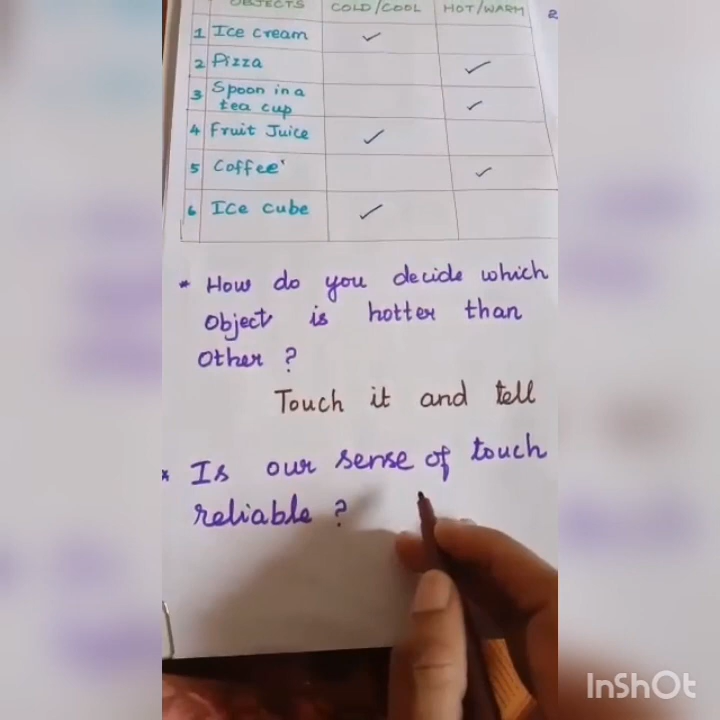 OBJECTS COLD/COOL HOT/WARM 2
1 Ice cream ✓
2 Pizza ✓
3 Spoon in a
tea cup ✓
4 Fruit Juice ✓
5 Coffee ✓
6 Ice cube ✓
* How do you decide which
object is hotter than
other ?
Touch it and tell
* Is our sense of touch
reliable ?
InShOt